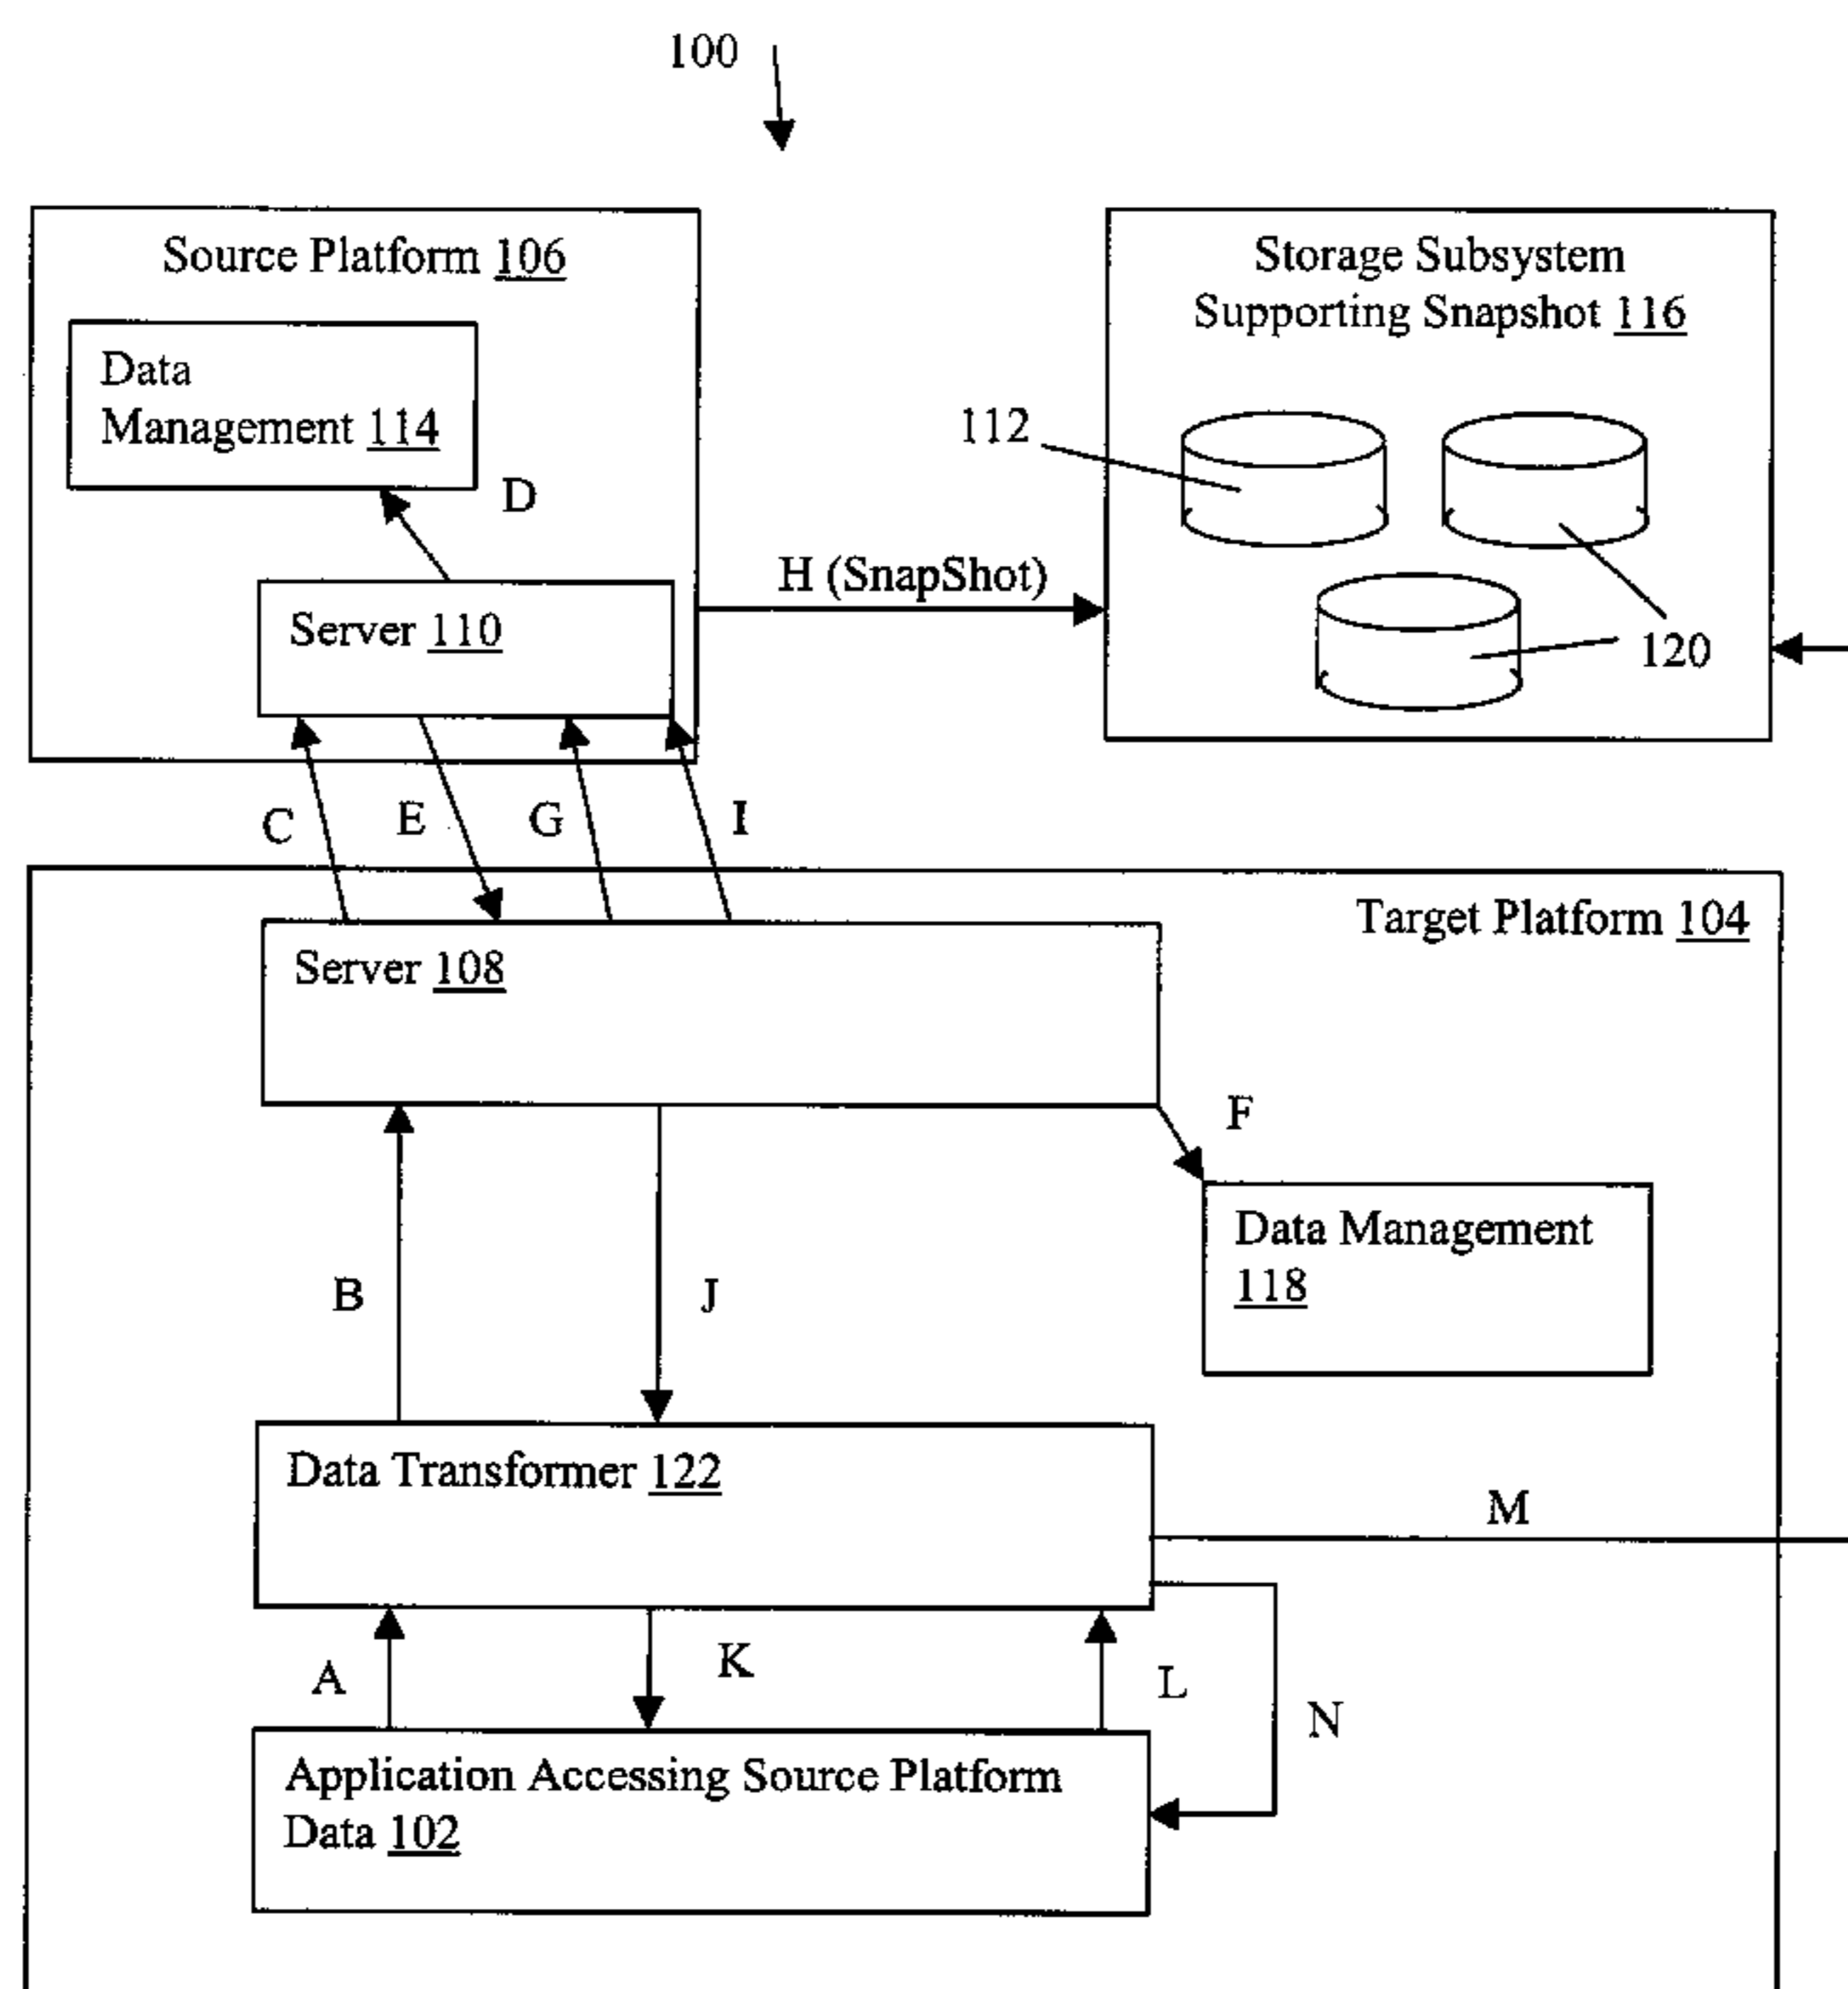 100
Source Platform 106
Data
Management 114
D
Server 110
H (SnapShot)
Storage Subsystem
Supporting Snapshot 116
112
120
C
E
G
I
Target Platform 104
Server 108
F
Data Management
118
B
J
Data Transformer 122
M
A
K
L
N
Application Accessing Source Platform
Data 102